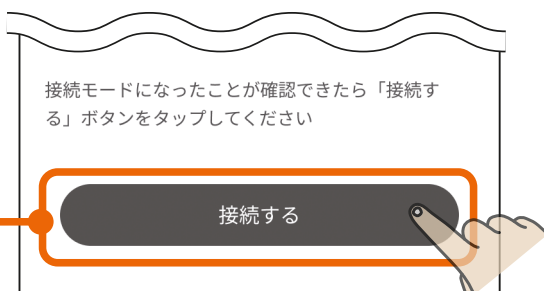 接続モードになったことが確認できたら「接続す
る」ボタンをタップしてください
接続する